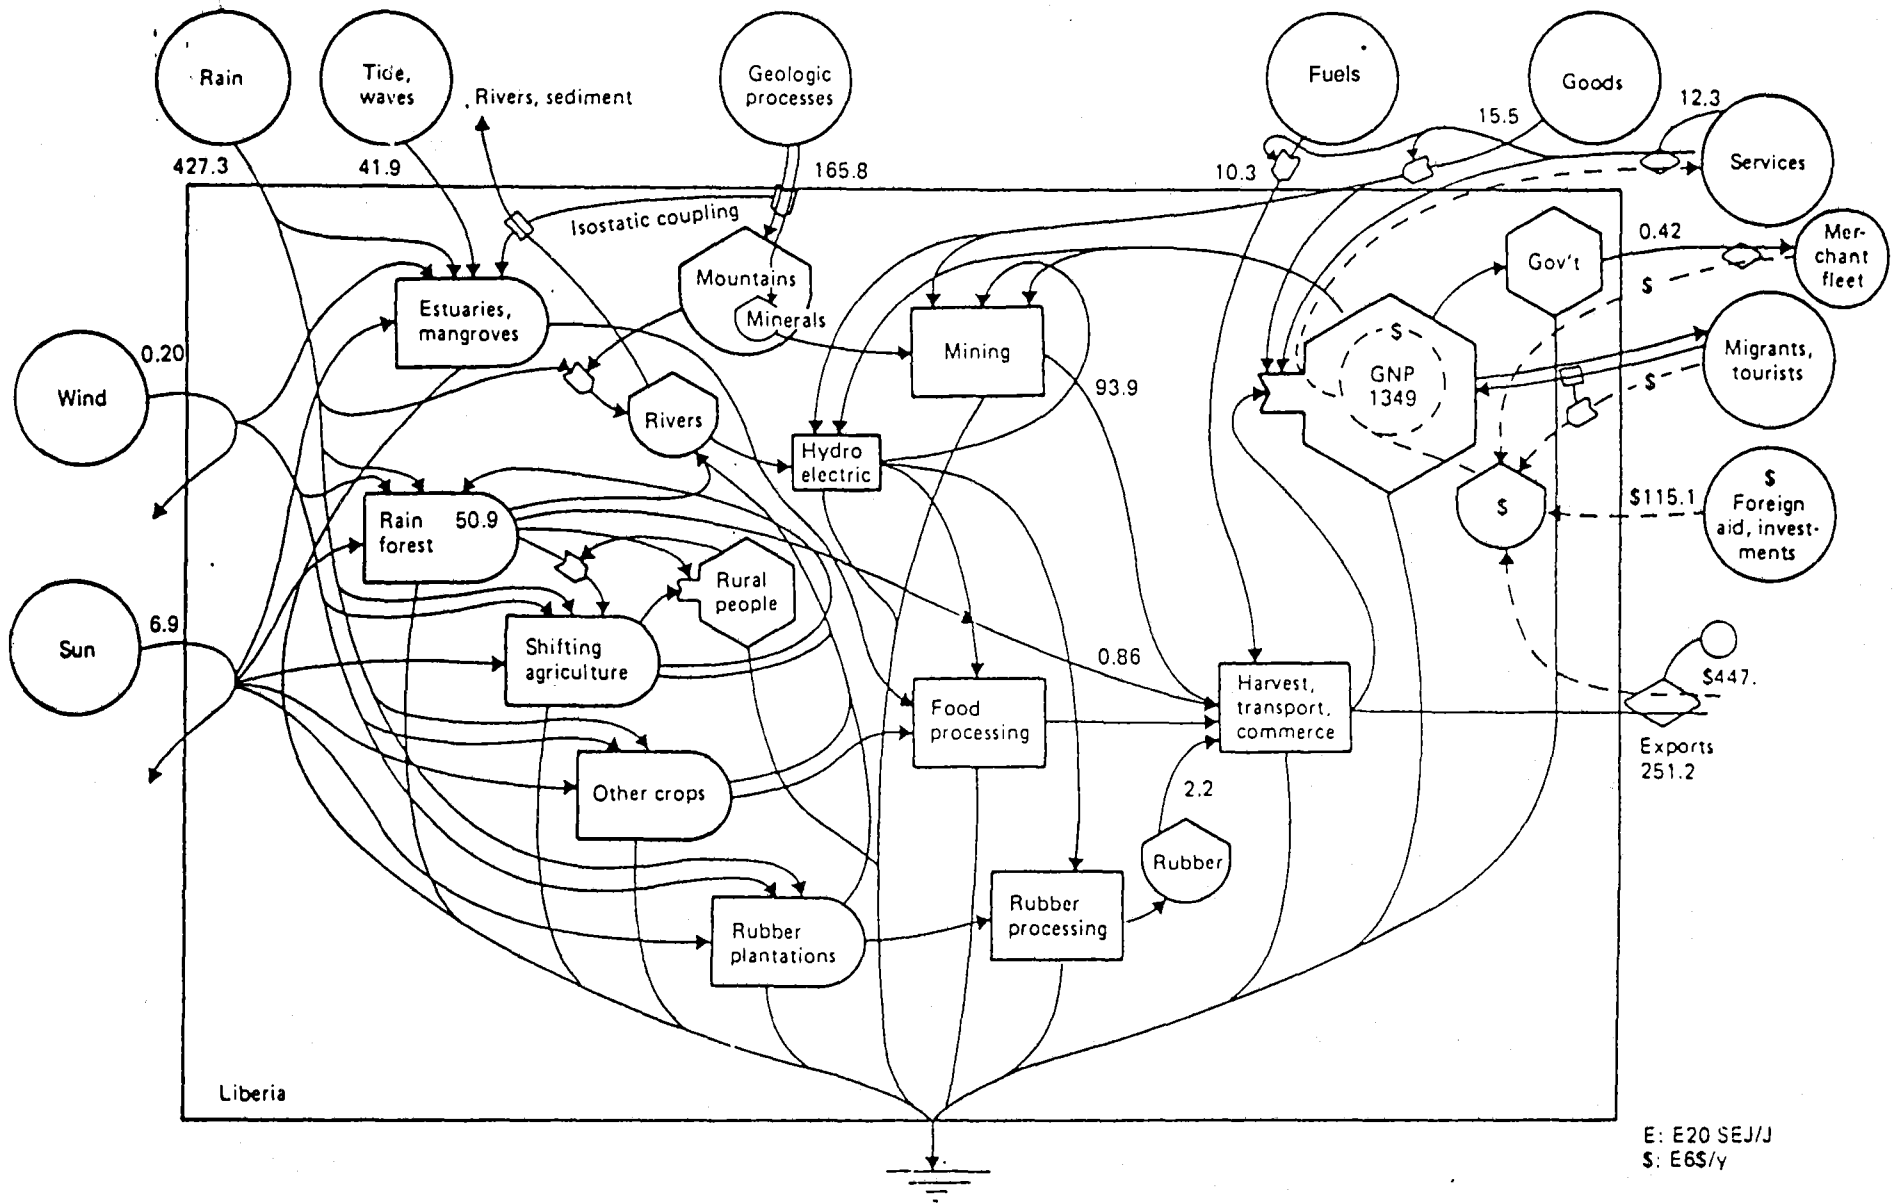 Rain
Tide,
waves
Rivers, sediment
Geologic
processes
Fuels
Goods
12.3
15.5
Services
427.3
41.9
165.8
10.3
Isostatic coupling
Mer-
chant
fleet
0.42
$
Gov't
Mountains
Minerals
Estuaries,
mangroves
Mining
$
GNP
1349
Migrants,
tourists
$
Wind
0.20
Rivers
93.9
Hydro
electric
$
$115.1
$
Foreign
aid, invest-
ments
Rain
forest
50.9
Rural
people
Sun
6.9
Shifting
agriculture
0.86
Harvest,
transport,
commerce
$447.
Exports
251.2
Food
processing
Other crops
2.2
Rubber
Rubber
plantations
Rubber
processing
Liberia
E: E20 SEJ/J
$: E6$/y